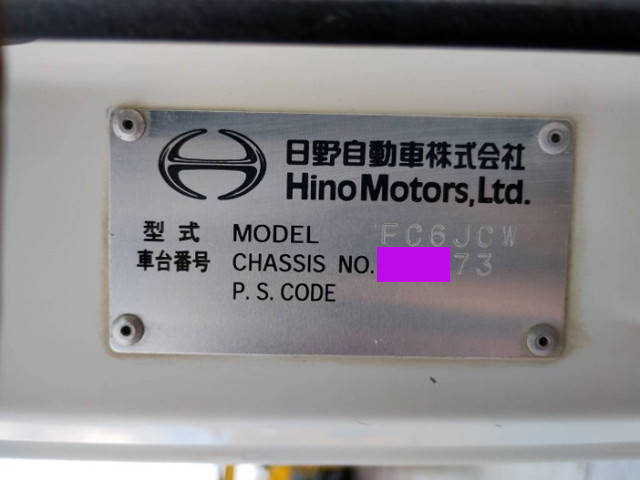 日野自動車株式会社
Hino Motors, Ltd.
型式 MODEL FC6JCW
車台番号 CHASSIS NO. 73
P. S. CODE